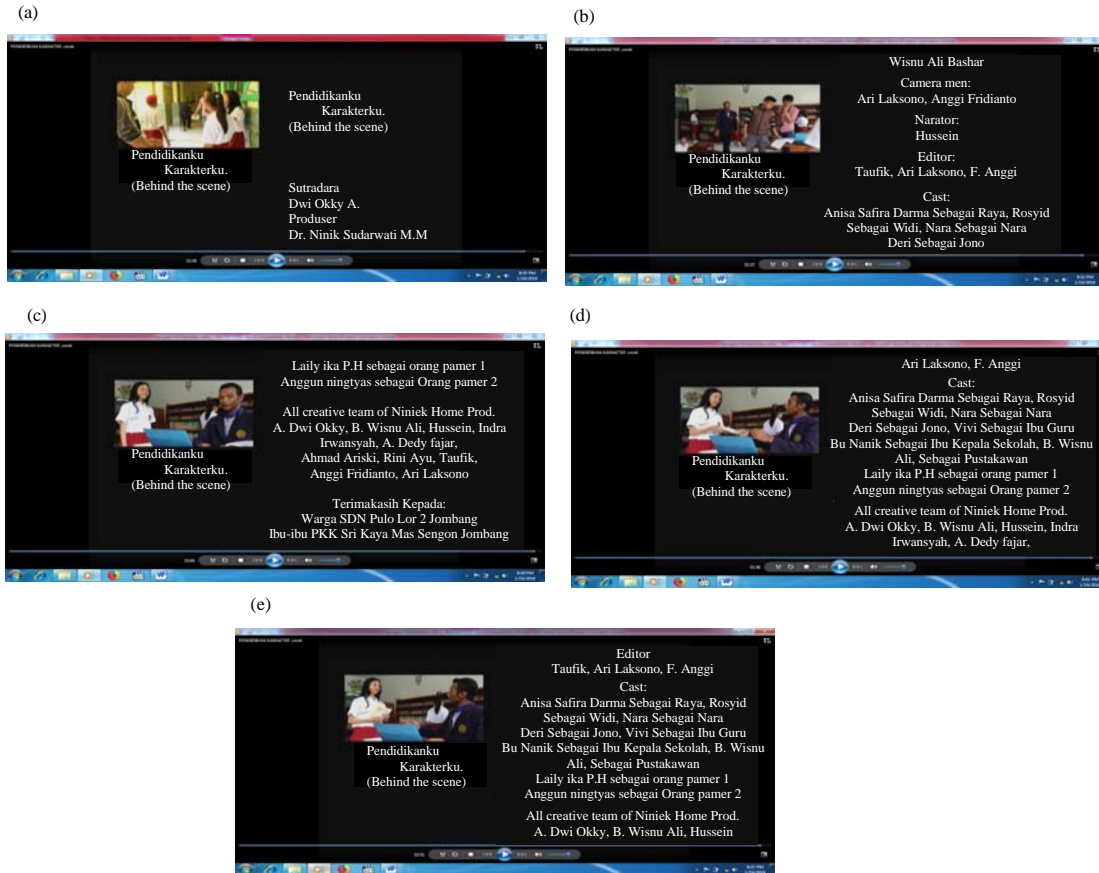 (a)
Pendidikanku
Karakterku.
(Behind the scene)
Pendidikanku
Karakterku.
(Behind the scene)
Sutradara
Dwi Okky A.
Produser
Dr. Ninik Sudarwati M.M
(b)
Pendidikanku
Karakterku.
(Behind the scene)
Wisnu Ali Bashar
Camera men:
Ari Laksono, Anggi Fridianto
Narator:
Hussein
Editor:
Taufik, Ari Laksono, F. Anggi
Cast:
Anisa Safira Darma Sebagai Raya, Rosyid
Sebagai Widi, Nara Sebagai Nara
Deri Sebagai Jono
(c)
Pendidikanku
Karakterku.
(Behind the scene)
Laily ika P.H sebagai orang pamer 1
Anggun ningtyas sebagai Orang pamer 2
All creative team of Niniek Home Prod.
A. Dwi Okky, B. Wisnu Ali, Hussein, Indra
Irwansyah, A. Dedy fajar,
Ahmad Ariski, Rini Ayu, Taufik,
Anggi Fridianto, Ari Laksono
Terimakasih Kepada:
Warga SDN Pulo Lor 2 Jombang
Ibu-ibu PKK Sri Kaya Mas Sengon Jombang
(d)
Pendidikanku
Karakterku.
(Behind the scene)
Ari Laksono, F. Anggi
Cast:
Anisa Safira Darma Sebagai Raya, Rosyid
Sebagai Widi, Nara Sebagai Nara
Deri Sebagai Jono, Vivi Sebagai Ibu Guru
Bu Nanik Sebagai Ibu Kepala Sekolah, B. Wisnu
Ali, Sebagai Pustakawan
Laily ika P.H sebagai orang pamer 1
Anggun ningtyas sebagai Orang pamer 2
All creative team of Niniek Home Prod.
A. Dwi Okky, B. Wisnu Ali, Hussein, Indra
Irwansyah, A. Dedy fajar,
(e)
Pendidikanku
Karakterku.
(Behind the scene)
Editor
Taufik, Ari Laksono, F. Anggi
Cast:
Anisa Safira Darma Sebagai Raya, Rosyid
Sebagai Widi, Nara Sebagai Nara
Deri Sebagai Jono, Vivi Sebagai Ibu Guru
Bu Nanik Sebagai Ibu Kepala Sekolah, B. Wisnu
Ali, Sebagai Pustakawan
Laily ika P.H sebagai orang pamer 1
Anggun ningtyas sebagai Orang pamer 2
All creative team of Niniek Home Prod.
A. Dwi Okky, B. Wisnu Ali, Hussein